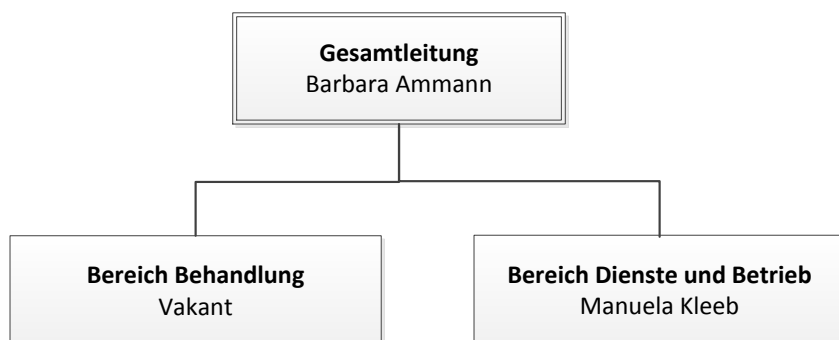 Gesamtleitung
Barbara Ammann
Bereich Behandlung
Vakant
Bereich Dienste und Betrieb
Manuela Kleeb